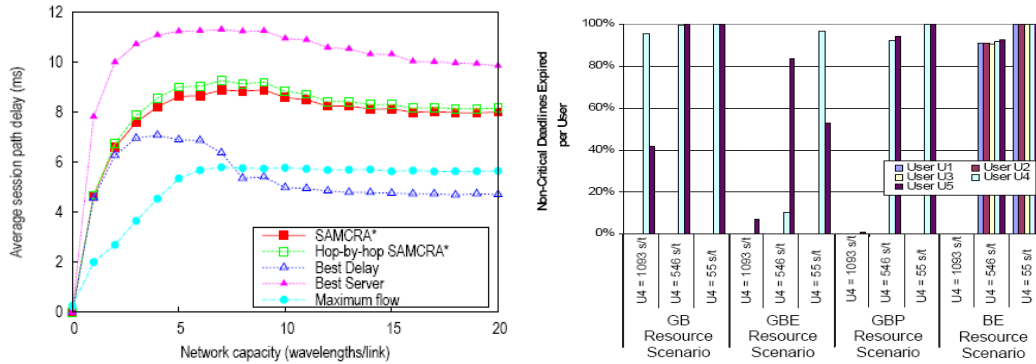 12
10
8
6
4
2
0
Average session path delay (ms)
SAMCRA*
Hop-by-hop SAMCRA*
Best Delay
Best Server
Maximum flow
0 5 10 15 20
Network capacity (wavelengths/link)
100%
80%
60%
40%
20%
0%
Non-Critical Deadlines Expired
per User
User U1 User U2
User U3 User U4
User U5
U4 = 1093 s/t
U4 = 546 s/t
U4 = 55 s/t
U4 = 1093 s/t
U4 = 546 s/t
U4 = 55 s/t
U4 = 1093 s/t
U4 = 546 s/t
U4 = 55 s/t
U4 = 1093 s/t
U4 = 546 s/t
U4 = 55 s/t
GB
Resource
Scenario
GBE
Resource
Scenario
GBP
Resource
Scenario
BE
Resource
Scenario